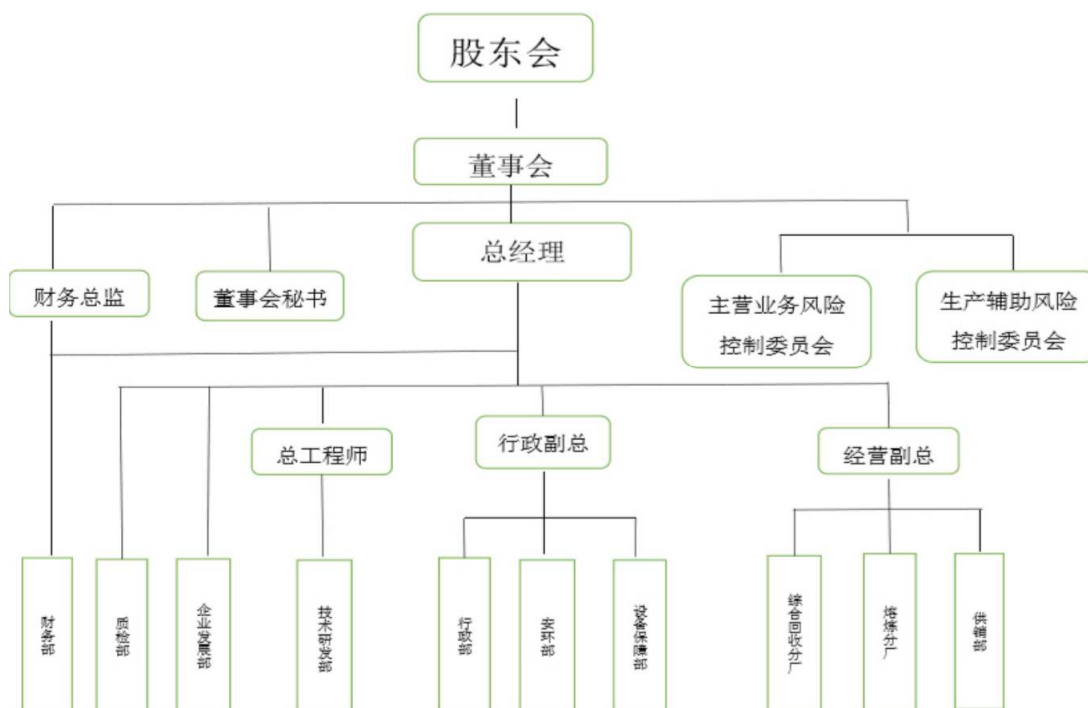 股东会
董事会
总经理
财务总监
董事会秘书
主营业务风险
控制委员会
生产辅助风险
控制委员会
总工程师
行政副总
经营副总
财务部
质检部
企业发展部
技术研发部
行政部
安环部
设备保障部
综合回收分厂
熔炼分厂
供销部